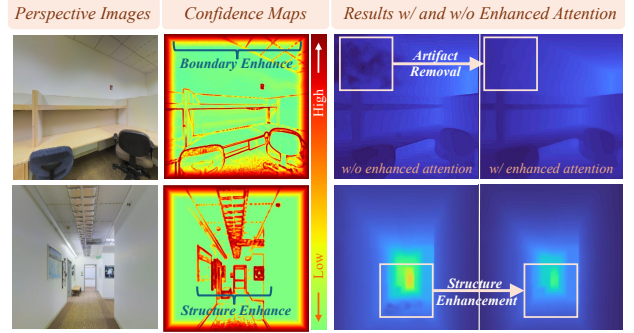 Perspective Images
Confidence Maps
Results w/ and w/o Enhanced Attention
Boundary Enhance
High
Artifact
Removal
w/o enhanced attention
w/ enhanced attention
Low
Structure Enhance
Structure
Enhancement